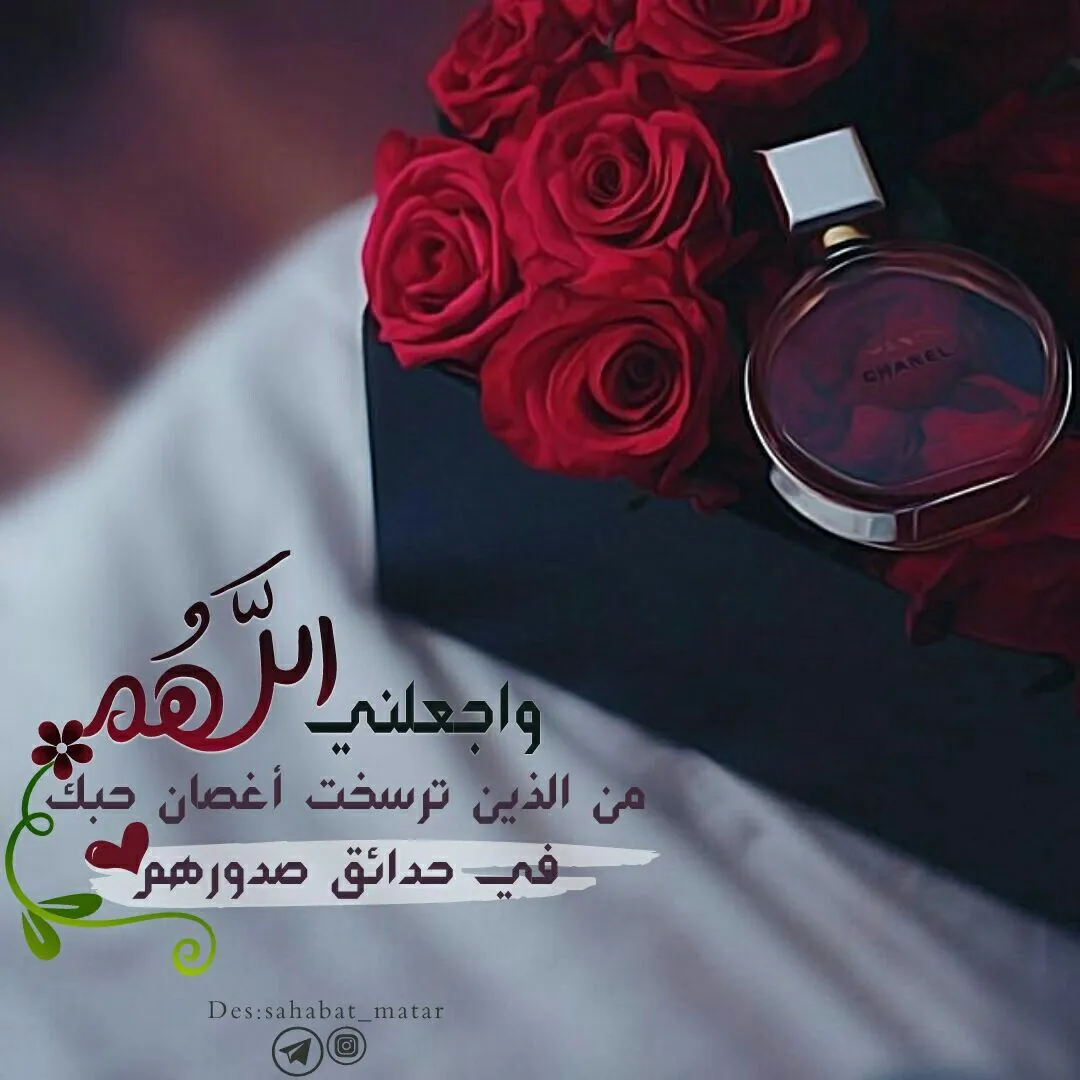 CHANEL
واجعلني اللَّهُم
من الذين ترسخت أغصان حبك
في حدائق صدورهم
Des:sahabat_matar